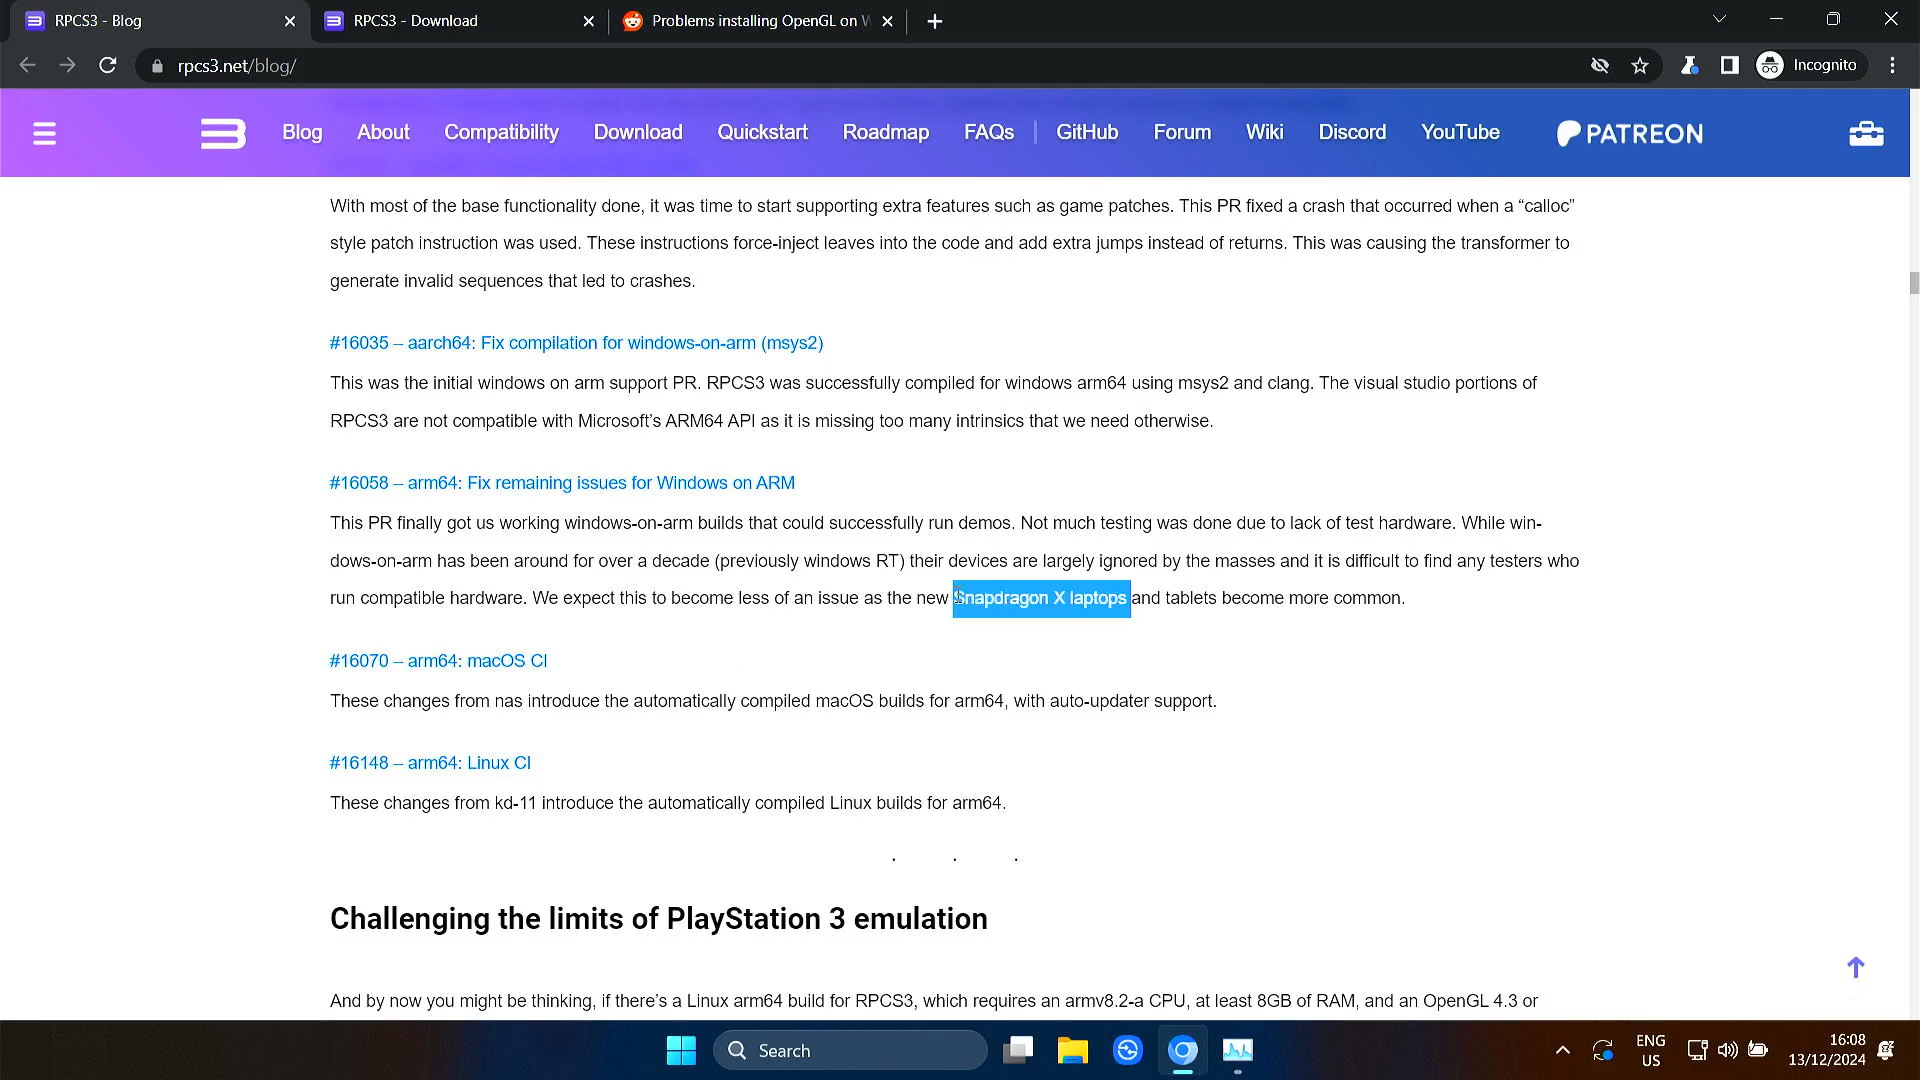 RPCS3 - Blog
RPCS3 - Download
Problems installing OpenGL on W
rpcs3.net/blog/
Incognito
Blog
About
Compatibility
Download
Quickstart
Roadmap
FAQs
GitHub
Forum
Wiki
Discord
YouTube
PATREON
With most of the base functionality done, it was time to start supporting extra features such as game patches. This PR fixed a crash that occurred when a “calloc”
style patch instruction was used. These instructions force-inject leaves into the code and add extra jumps instead of returns. This was causing the transformer to
generate invalid sequences that led to crashes.
#16035 – aarch64: Fix compilation for windows-on-arm (msys2)
This was the initial windows on arm support PR. RPCS3 was successfully compiled for windows arm64 using msys2 and clang. The visual studio portions of
RPCS3 are not compatible with Microsoft’s ARM64 API as it is missing too many intrinsics that we need otherwise.
#16058 – arm64: Fix remaining issues for Windows on ARM
This PR finally got us working windows-on-arm builds that could successfully run demos. Not much testing was done due to lack of test hardware. While win-
dows-on-arm has been around for over a decade (previously windows RT) their devices are largely ignored by the masses and it is difficult to find any testers who
run compatible hardware. We expect this to become less of an issue as the new Snapdragon X laptops and tablets become more common.
#16070 – arm64: macOS CI
These changes from nas introduce the automatically compiled macOS builds for arm64, with auto-updater support.
#16148 – arm64: Linux CI
These changes from kd-11 introduce the automatically compiled Linux builds for arm64.
. . .
Challenging the limits of PlayStation 3 emulation
And by now you might be thinking, if there’s a Linux arm64 build for RPCS3, which requires an armv8.2-a CPU, at least 8GB of RAM, and an OpenGL 4.3 or
Search
ENG
US
16:08
13/12/2024